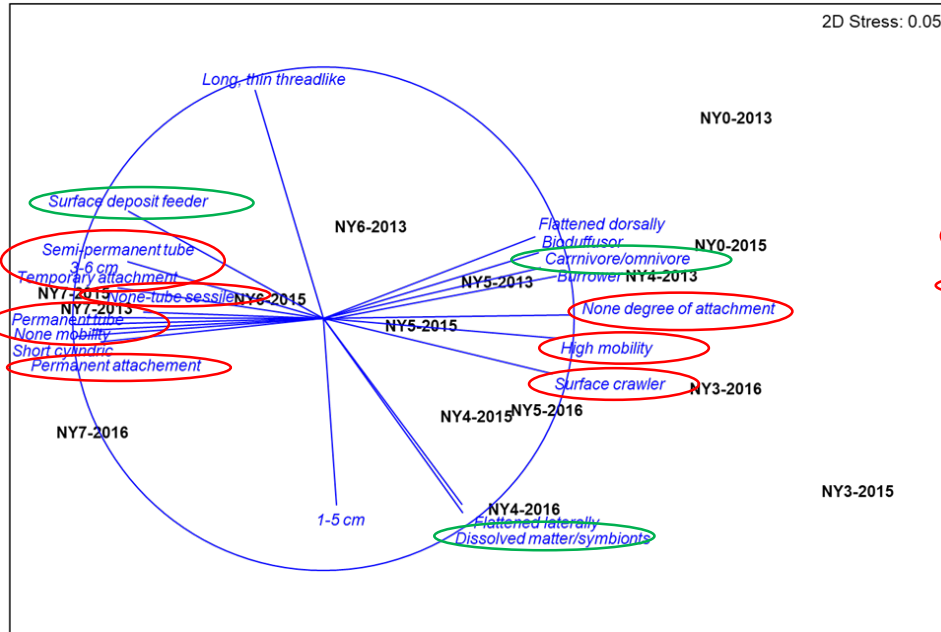 2D Stress: 0.05
Long, thin threadlike
NY0-2013
Surface deposit feeder
NY6-2013
Flattened dorsally
Semi-permanent tube
Biodiffusor
NY0-2015
3-6 cm
Carrnivore/omnivore
Temporary attachment
Burrower
NY4-2013
NY5-2013
NY7-2015
None-tube sessile
NY6-2015
NY7-2013
None degree of attachment
Permanent tube
NY5-2015
None mobility
Short cylindric
High mobility
Permanent attachement
Surface crawler
NY3-2016
NY4-2015
NY5-2016
NY7-2016
NY3-2015
NY4-2016
1-5 cm
Flattened laterally
Dissolved matter/symbionts